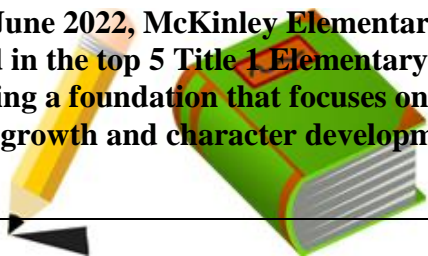 June 2022, McKinley Elementar
in the top 5 Title 1 Elementary
ing a foundation that focuses on
growth and character developm